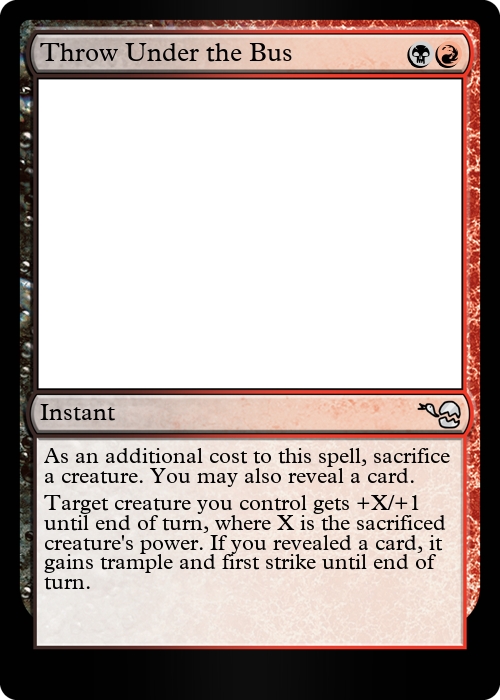 Throw Under the Bus
Instant
As an additional cost to this spell, sacrifice
a creature. You may also reveal a card.
Target creature you control gets +X/+1
until end of turn, where X is the sacrificed
creature's power. If you revealed a card, it
gains trample and first strike until end of
turn.